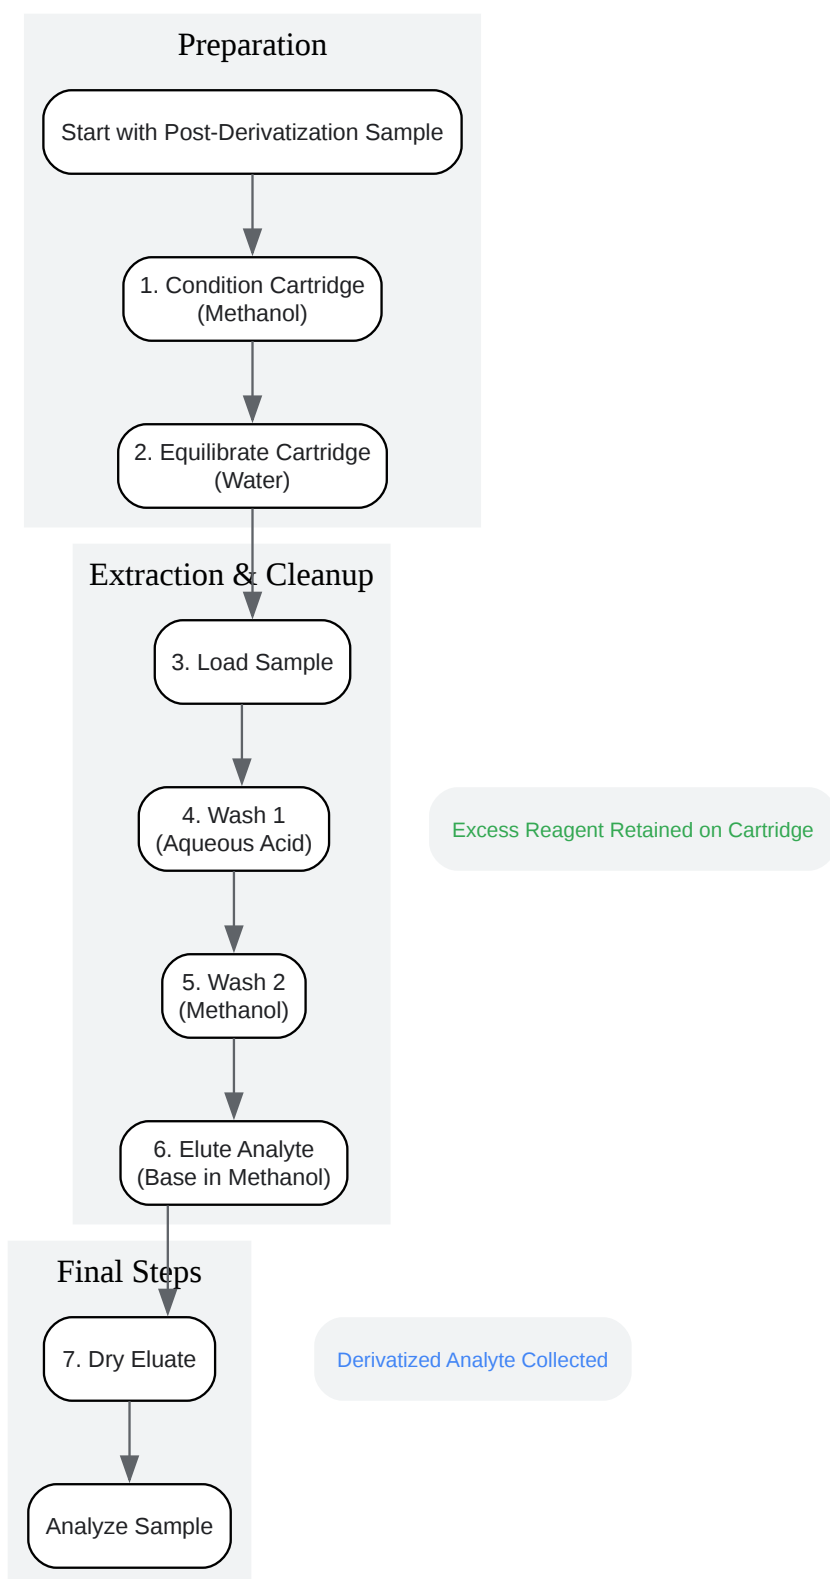 Preparation
Start with Post-Derivatization Sample
1. Condition Cartridge
(Methanol)
2. Equilibrate Cartridge
(Water)
Extraction & Cleanup
3. Load Sample
4. Wash 1
(Aqueous Acid)
Excess Reagent Retained on Cartridge
5. Wash 2
(Methanol)
6. Elute Analyte
(Base in Methanol)
Final Steps
7. Dry Eluate
Derivatized Analyte Collected
Analyze Sample